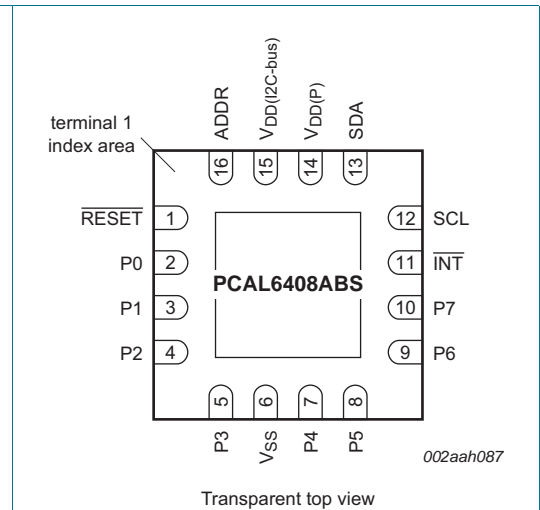 ADDR
VDD(I2C-bus)
VDD(P)
SDA
terminal 1
index area
16
15
14
13
RESET 1
12 SCL
P0 2
11 INT
PCAL6408ABS
P1 3
10 P7
P2 4
9 P6
5
6
7
8
P3
VSS
P4
P5
002aah087
Transparent top view